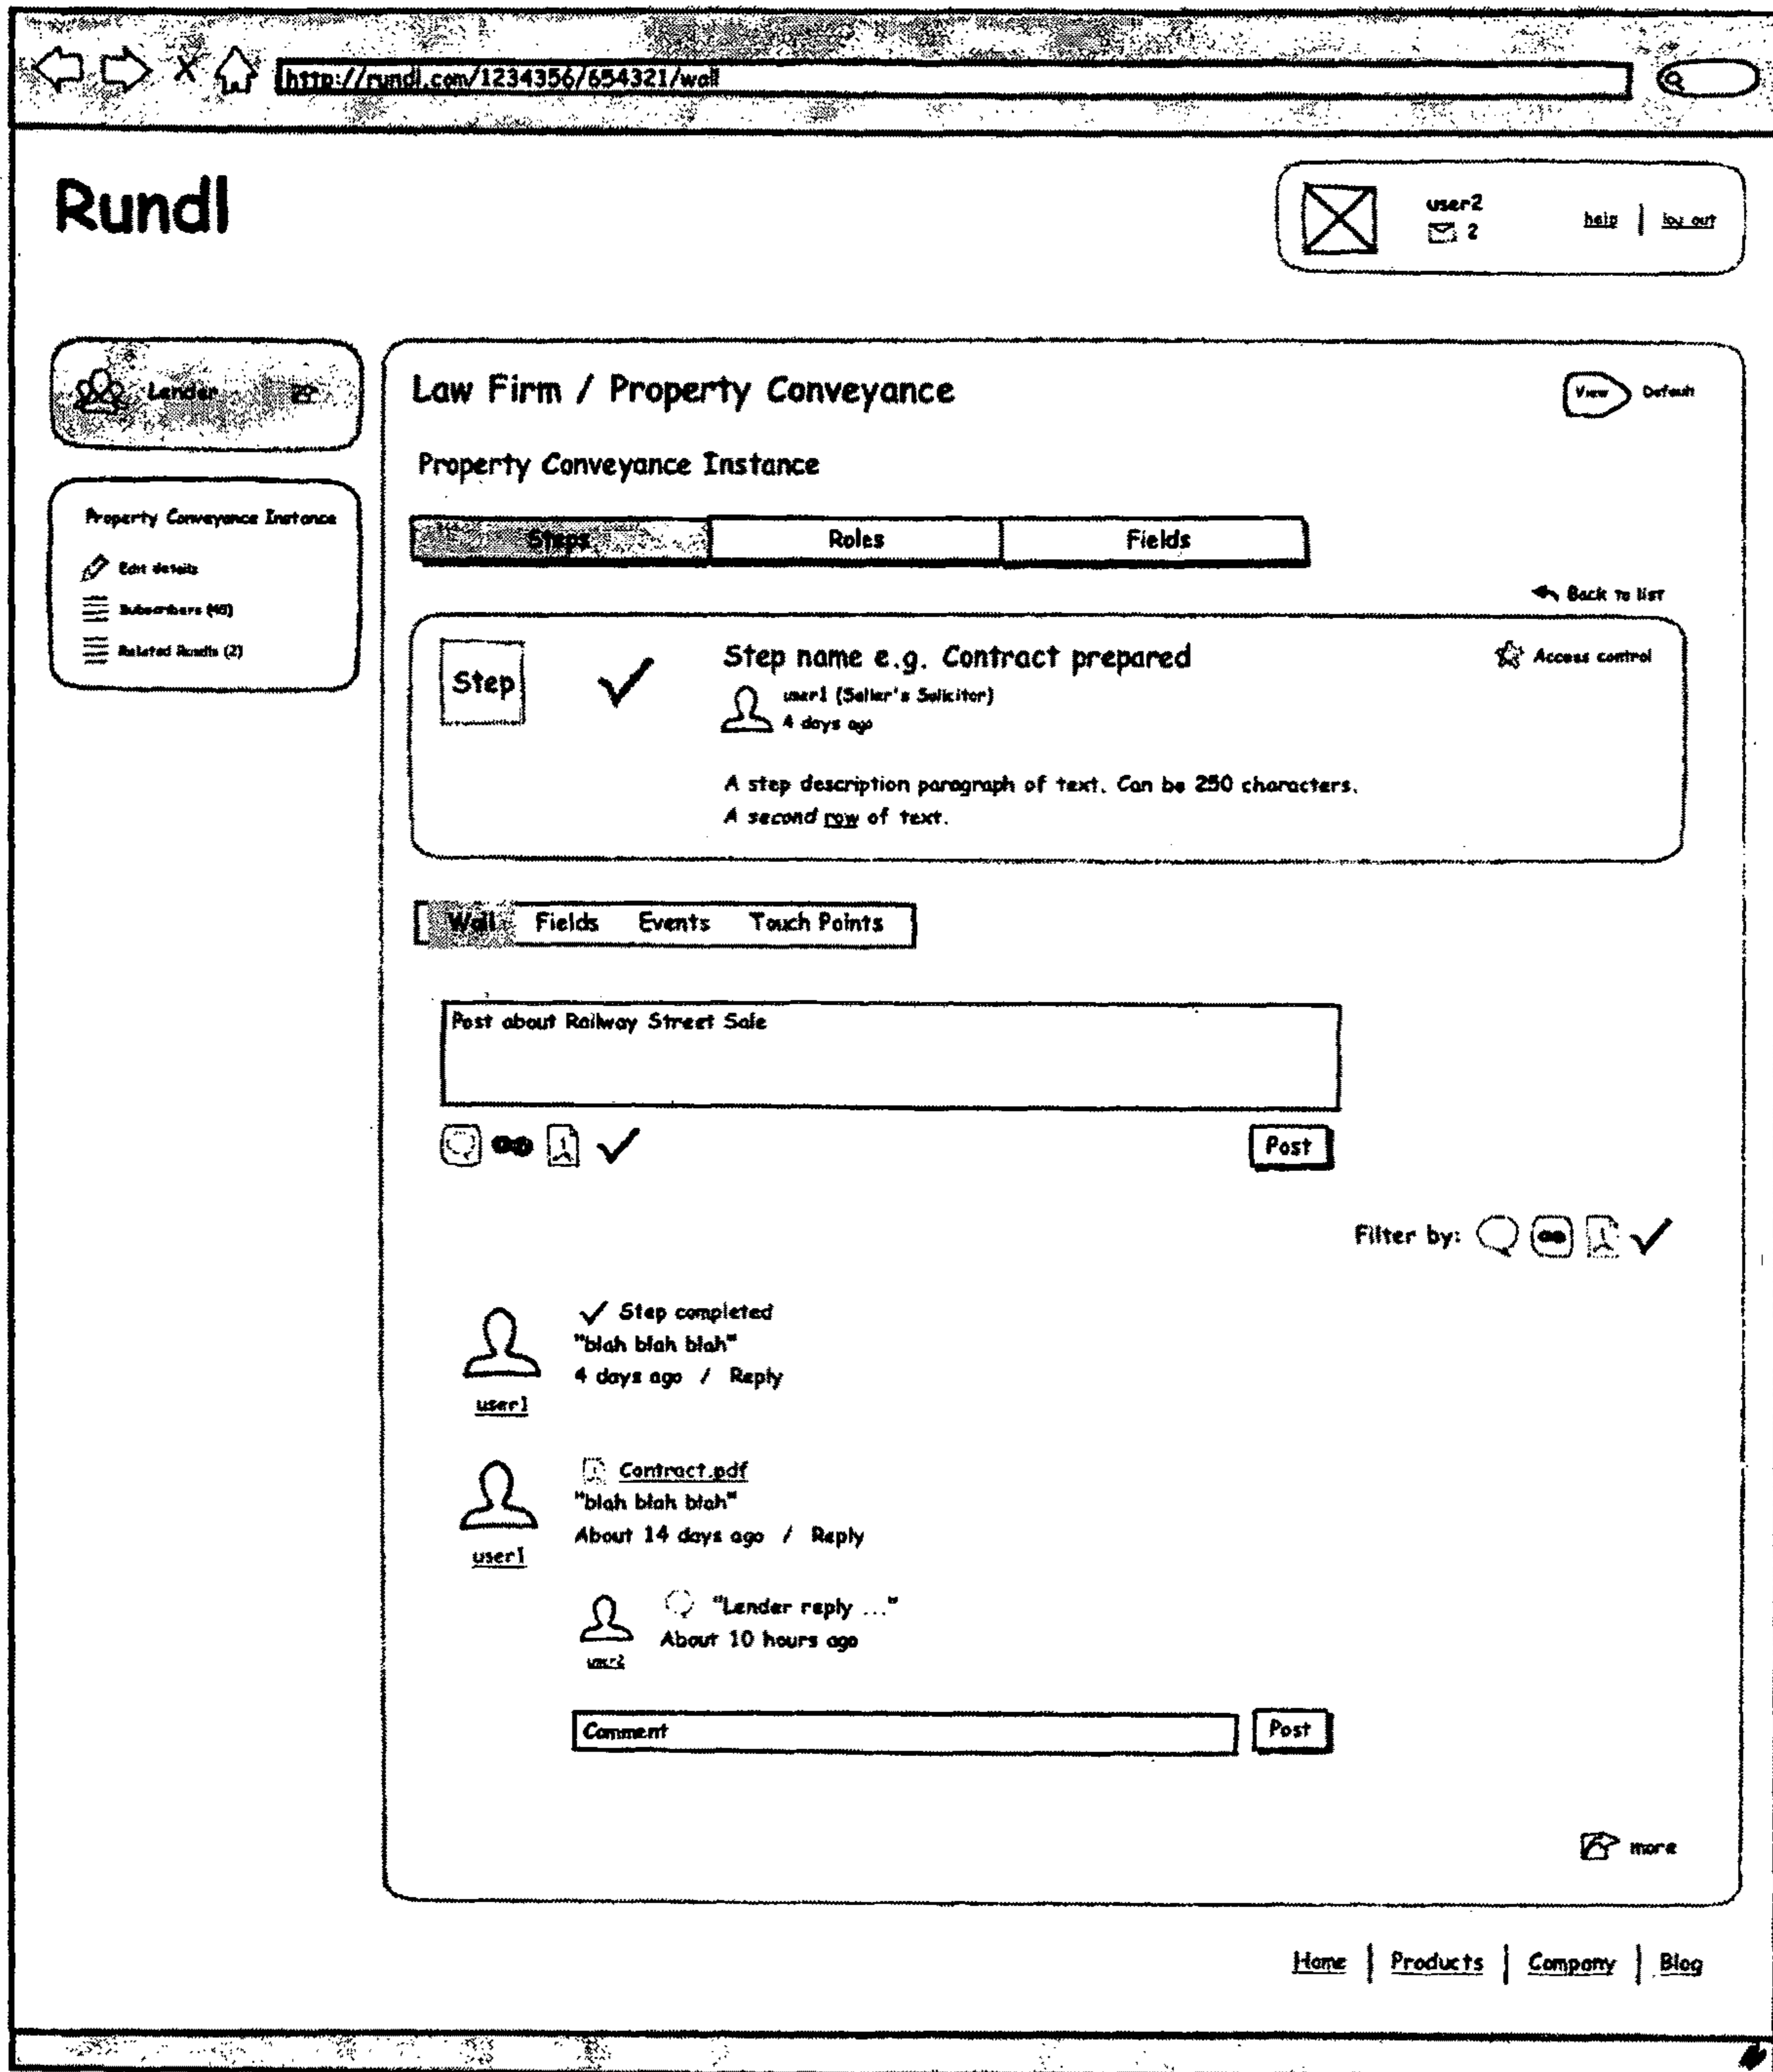 http://rundl.com/1234356/654321/wall
Rundl
user2
2
help | log out
Lender
Law Firm / Property Conveyance
View Default
Property Conveyance Instance
Property Conveyance Instance
Edit details
Subscribers
Related Rundls (2)
Steps Roles Fields
Back to list
Step
Step name e.g. Contract prepared
Access control
user1 (Seller's Solicitor)
4 days ago
A step description paragraph of text. Can be 250 characters.
A second row of text.
Wall Fields Events Touch Points
Post about Railway Street Sale
Post
Filter by:
Step completed
"blah blah blah"
4 days ago / Reply
user1
Contract.pdf
"blah blah blah"
About 14 days ago / Reply
user1
"Lender reply ..."
About 10 hours ago
user2
Comment
Post
more
Home | Products | Company | Blog